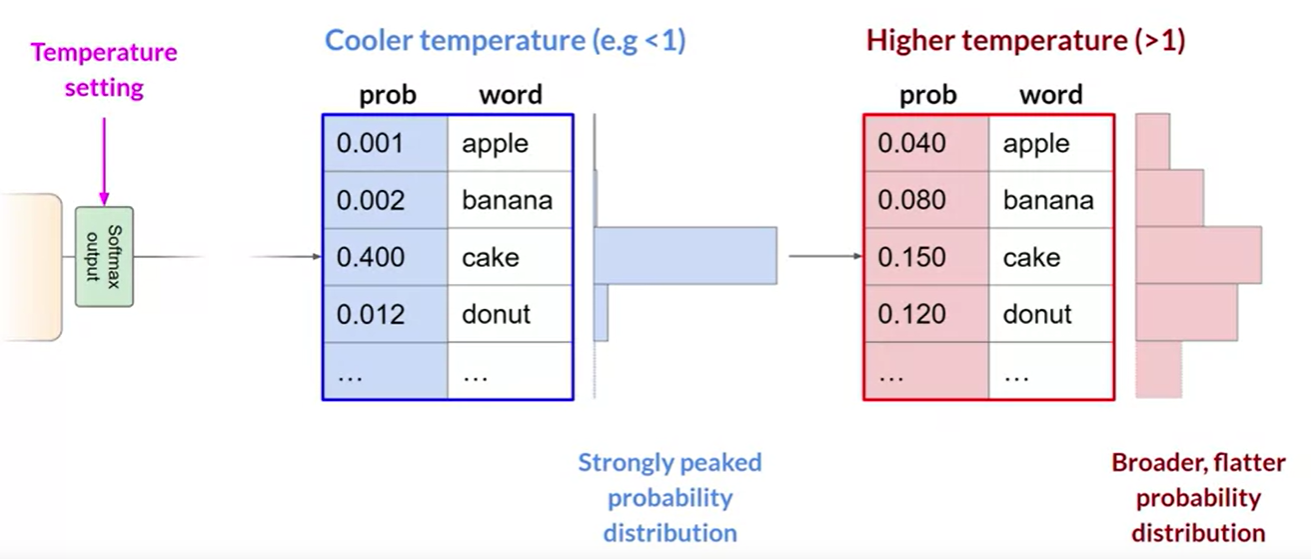 Temperature
setting
Softmax
output
Cooler temperature (e.g <1)
prob word
0.001 apple
0.002 banana
0.400 cake
0.012 donut
... ...
Strongly peaked
probability
distribution
Higher temperature (>1)
prob word
0.040 apple
0.080 banana
0.150 cake
0.120 donut
... ...
Broader, flatter
probability
distribution